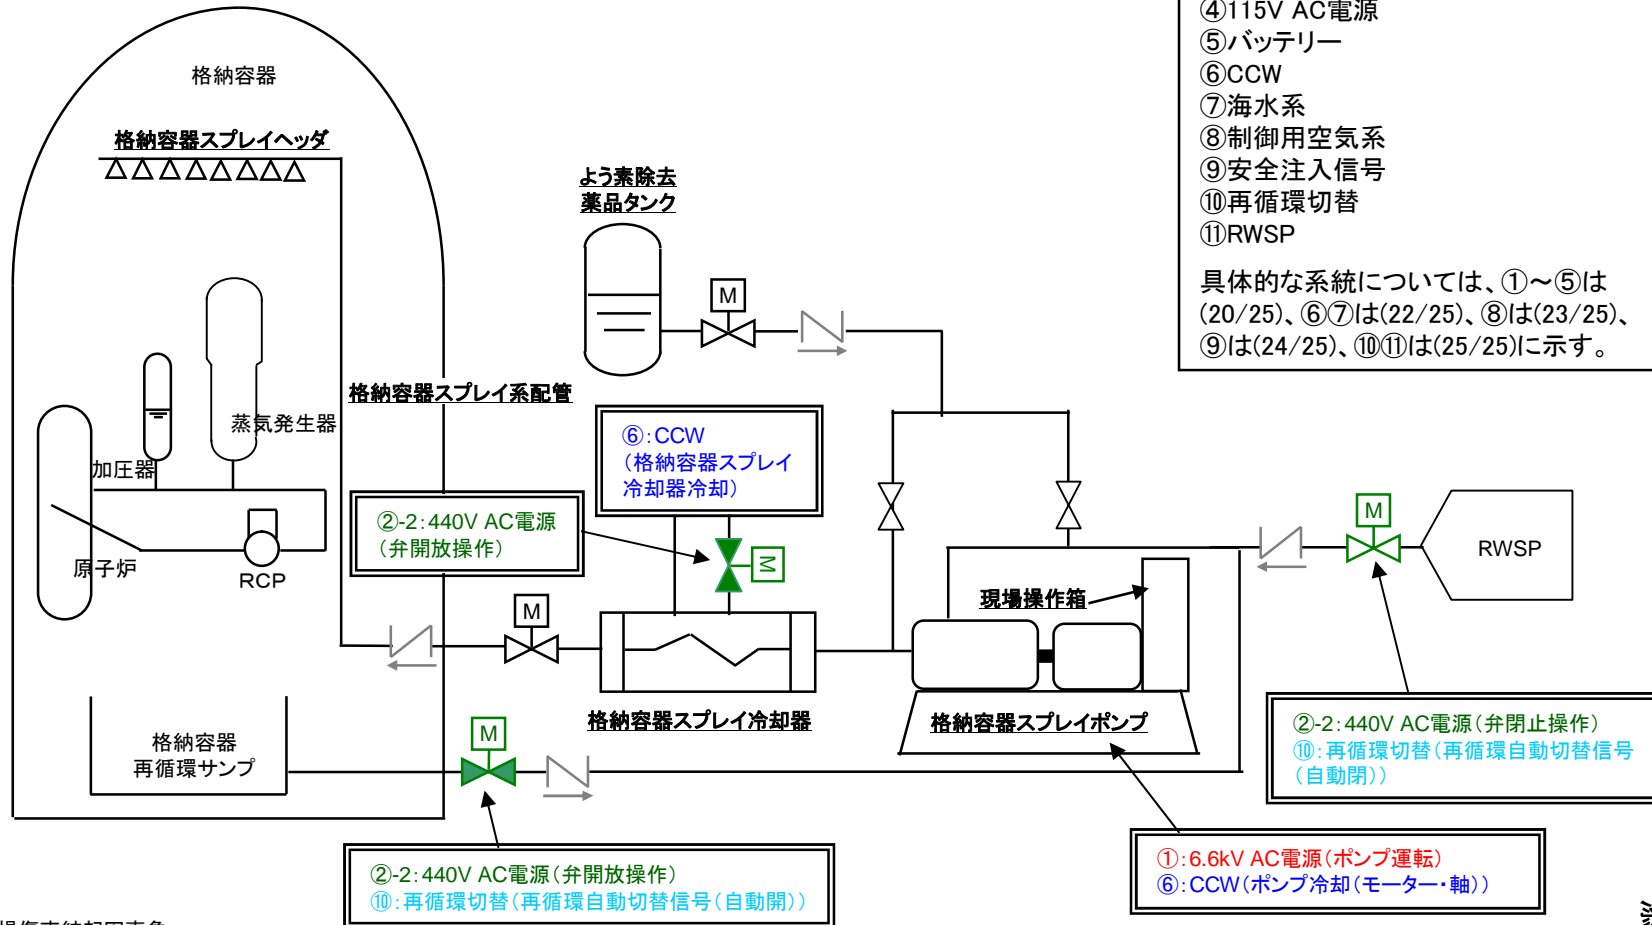 ④115V AC電源
⑤バッテリー
⑥CCW
⑦海水系
⑧制御用空気系
⑨安全注入信号
⑩再循環切替
⑪RWSP
具体的な系統については、①～⑤は
(20/25)、⑥⑦は(22/25)、⑧は(23/25)、
⑨は(24/25)、⑩⑪は(25/25)に示す。
格納容器
格納容器スプレイヘッダ
よう素除去
薬品タンク
M
格納容器スプレイ系配管
蒸気発生器
加圧器
原子炉
RCP
⑥:CCW
(格納容器スプレイ
冷却器冷却)
②-2:440V AC電源
(弁開放操作)
M
M
M
RWSP
現場操作箱
格納容器スプレイ冷却器
格納容器スプレイポンプ
格納容器
再循環サンプ
M
②-2:440V AC電源(弁閉止操作)
⑩:再循環切替(再循環自動切替信号
(自動閉))
②-2:440V AC電源(弁開放操作)
⑩:再循環切替(再循環自動切替信号(自動開))
①:6.6kV AC電源(ポンプ運転)
⑥:CCW(ポンプ冷却(モーター・軸))